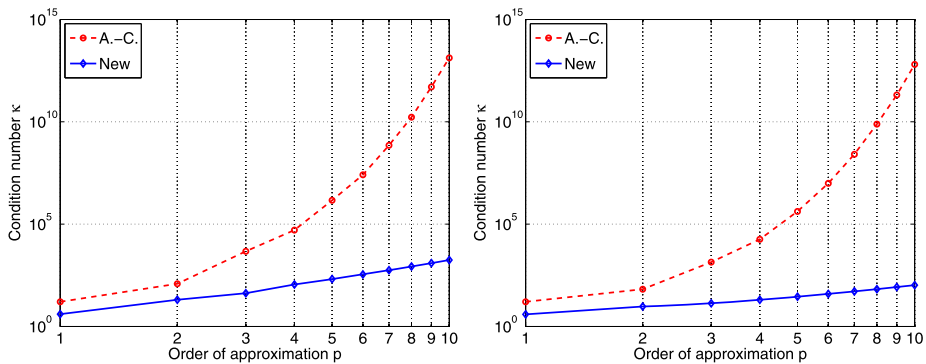 10^15
A.-C.
New
10^10
10^5
10^0
Condition number κ
1 2 3 4 5 6 7 8 9 10
Order of approximation p
10^15
A.-C.
New
10^10
10^5
10^0
Condition number κ
1 2 3 4 5 6 7 8 9 10
Order of approximation p